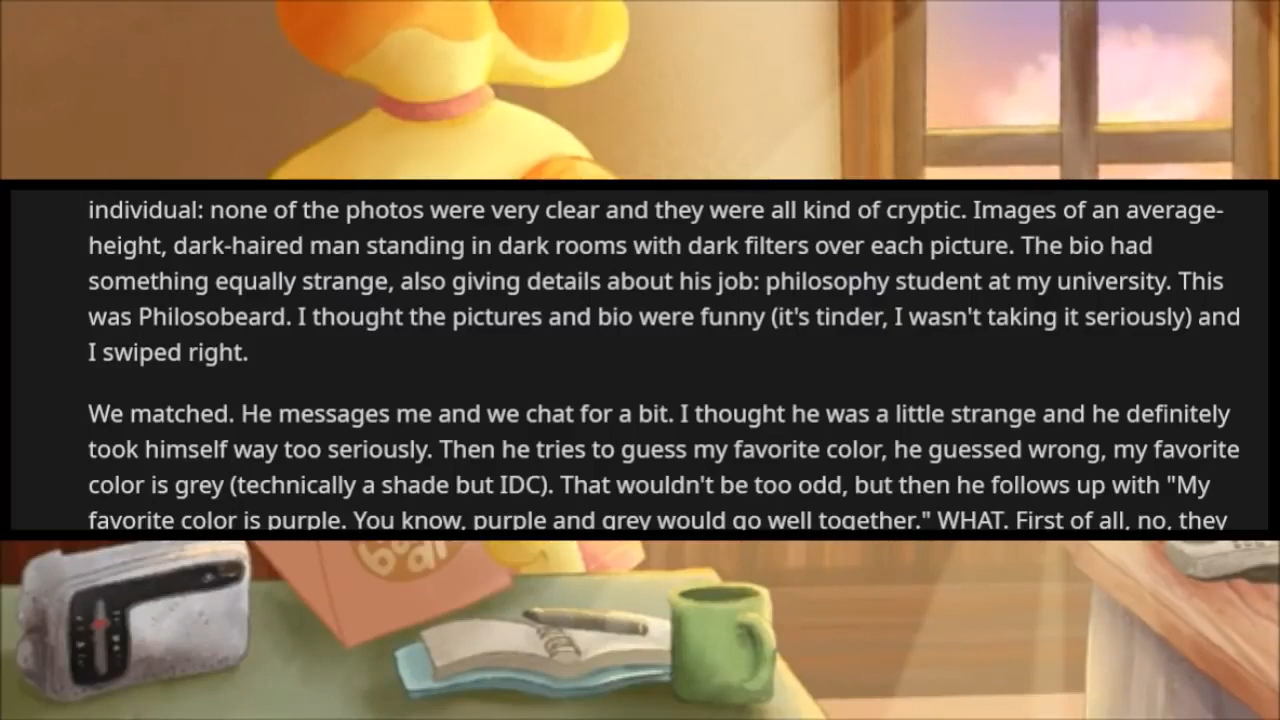 individual: none of the photos were very clear and they were all kind of cryptic. Images of an average-
height, dark-haired man standing in dark rooms with dark filters over each picture. The bio had
something equally strange, also giving details about his job: philosophy student at my university. This
was Philosobeard. I thought the pictures and bio were funny (it's tinder, I wasn't taking it seriously) and
I swiped right.
We matched. He messages me and we chat for a bit. I thought he was a little strange and he definitely
took himself way too seriously. Then he tries to guess my favorite color, he guessed wrong, my favorite
color is grey (technically a shade but IDC). That wouldn't be too odd, but then he follows up with "My
favorite color is purple. You know, purple and grey would go well together." WHAT. First of all, no, they